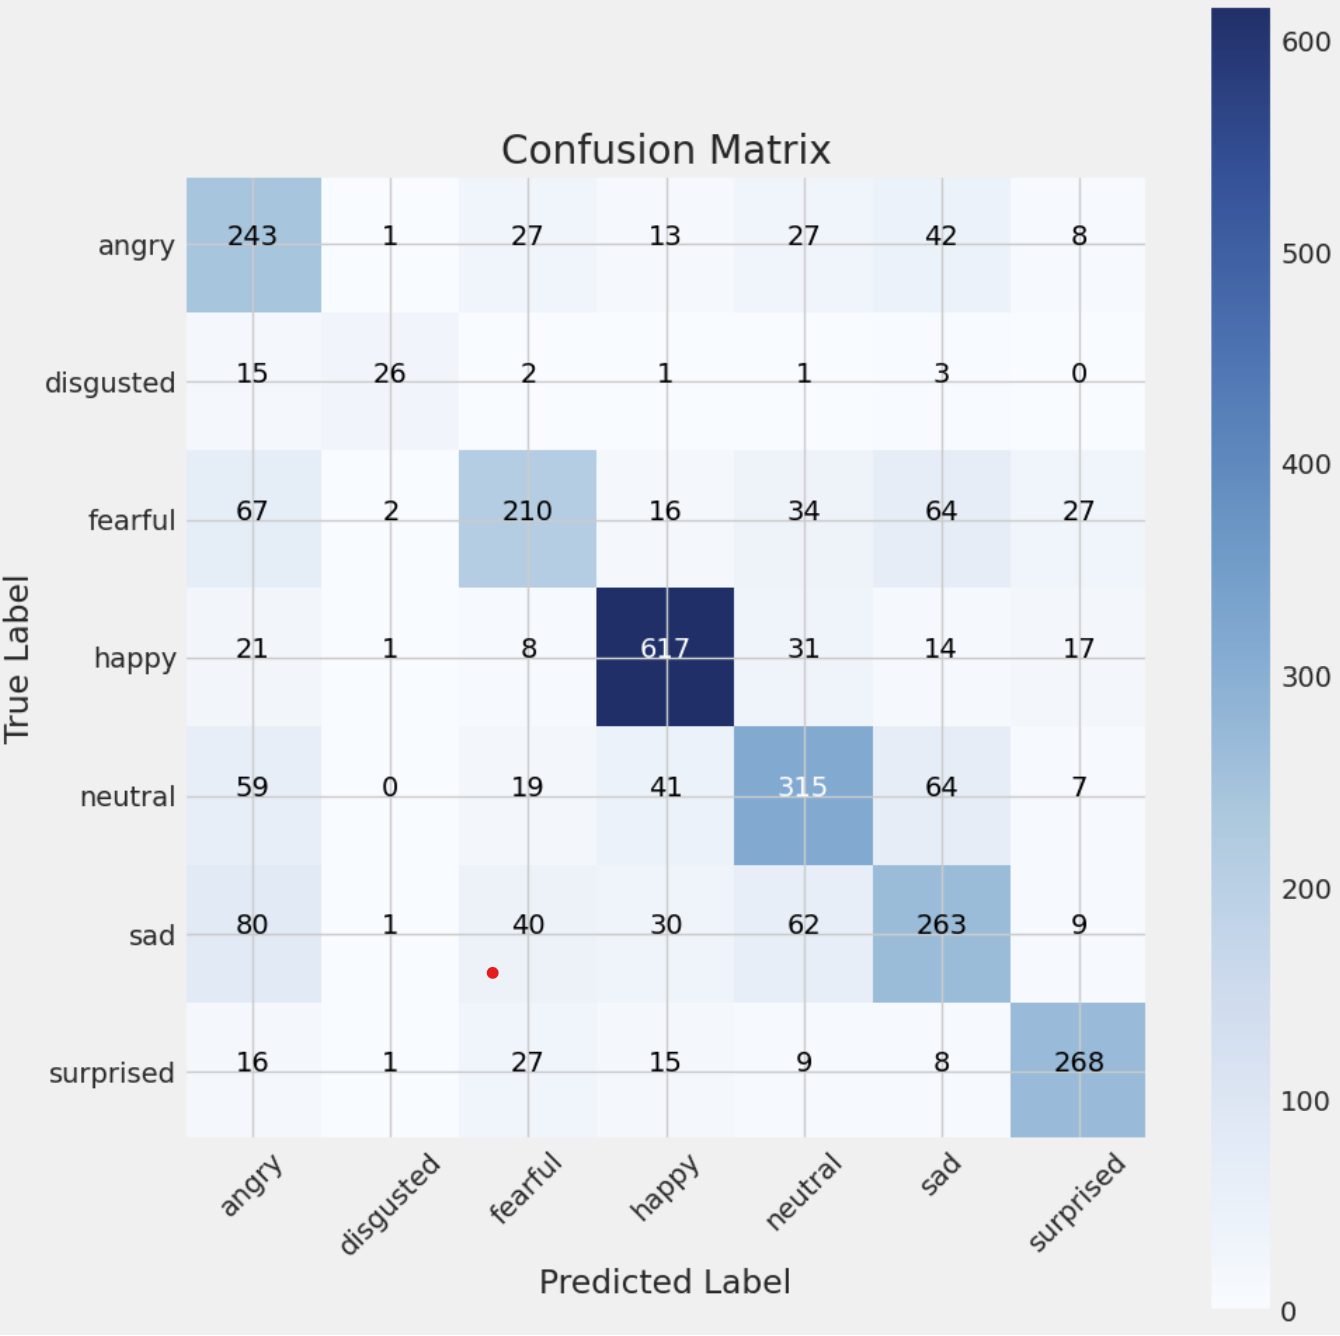 Confusion Matrix
angry 243 1 27 13 27 42 8
disgusted 15 26 2 1 1 3 0
fearful 67 2 210 16 34 64 27
happy 21 1 8 617 31 14 17
neutral 59 0 19 41 315 64 7
sad 80 1 40 30 62 263 9
surprised 16 1 27 15 9 8 268
angry disgusted fearful happy neutral sad surprised
Predicted Label
True Label
600
500
400
300
200
100
0